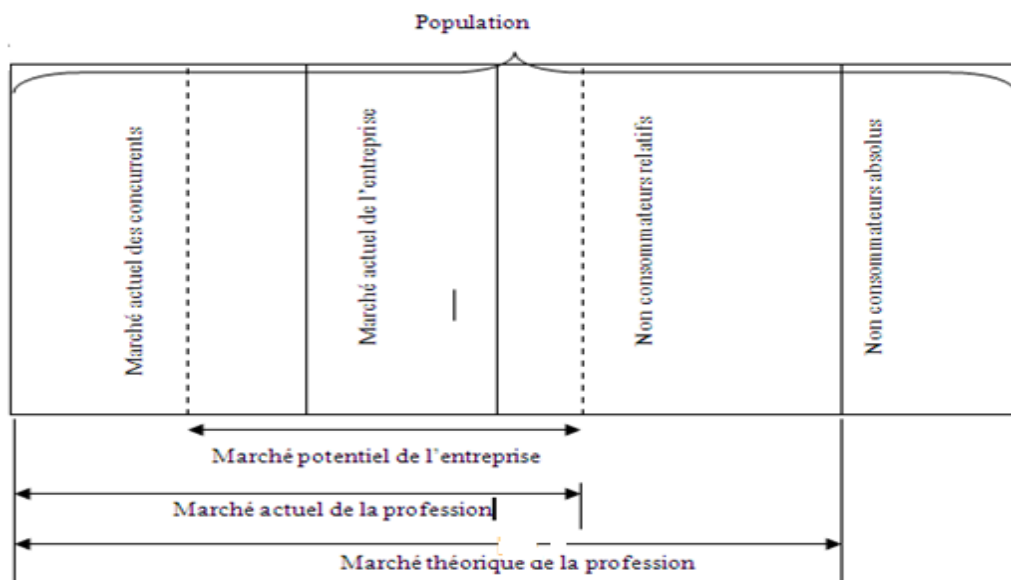 Population
Marché actuel des concurrents
Marché actuel de l'entreprise
Non consommateurs relatifs
Non consommateurs absolus
Marché potentiel de l'entreprise
Marché actuel de la profession
Marché théorique de la profession